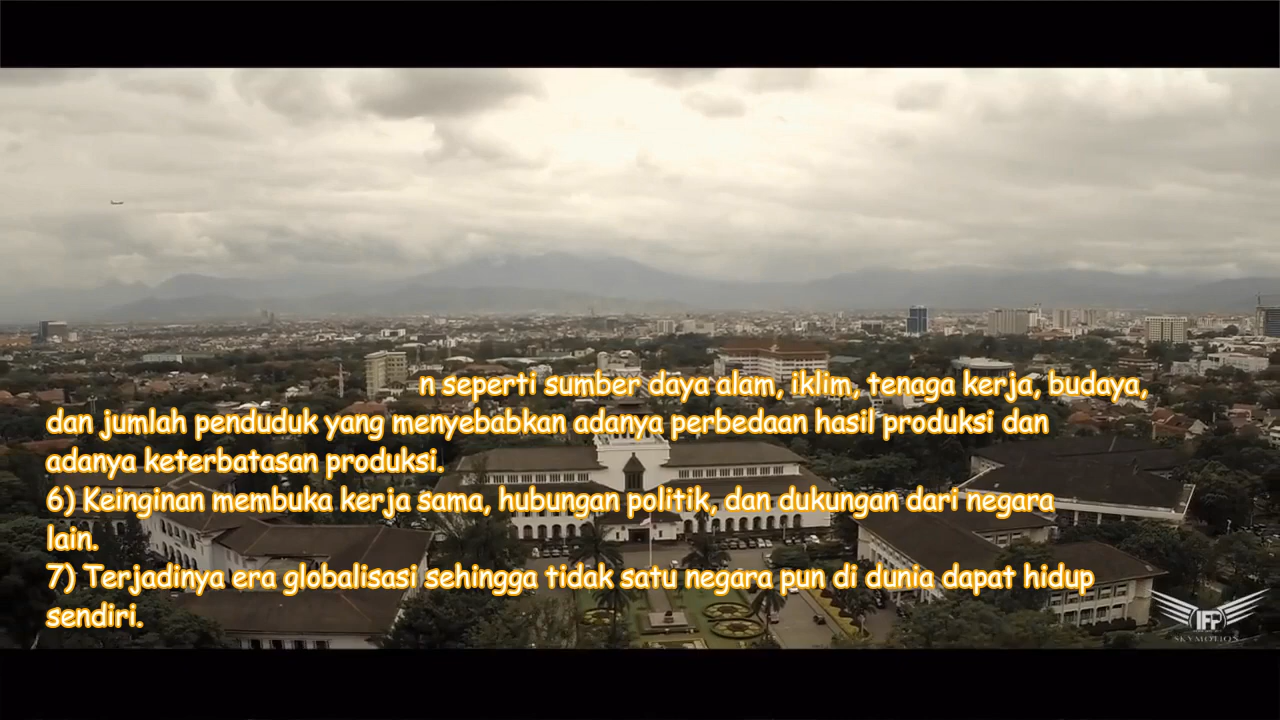 n seperti sumber daya alam, iklim, tenaga kerja, budaya,
dan jumlah penduduk yang menyebabkan adanya perbedaan hasil produksi dan
adanya keterbatasan produksi.
6) Keinginan membuka kerja sama, hubungan politik, dan dukungan dari negara
lain.
7) Terjadinya era globalisasi sehingga tidak satu negara pun di dunia dapat hidup
sendiri.
IFP
SKYMOTION